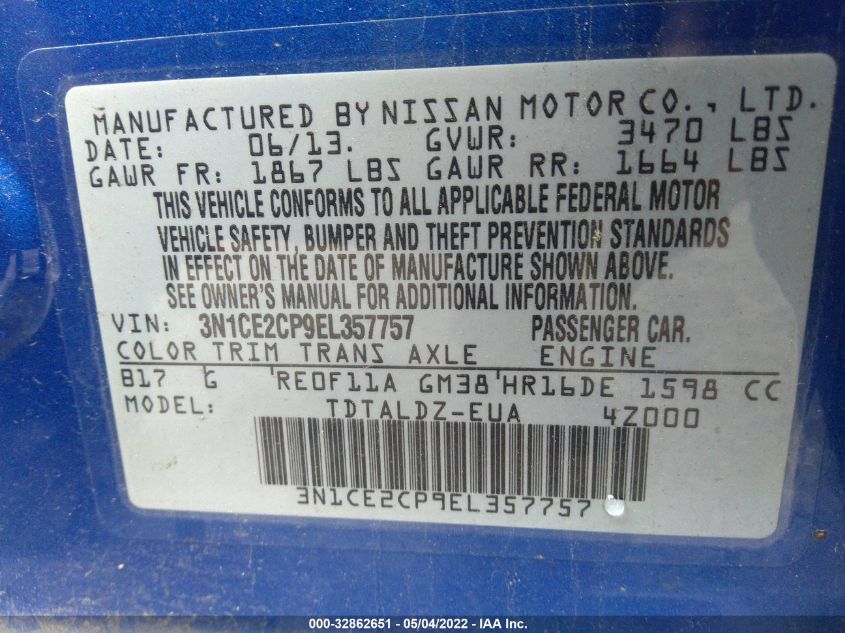 MANUFACTURED BY NISSAN MOTOR CO., LTD.
DATE: 06/13. GVWR: 3470 LBS
GAWR FR: 1867 LBS GAWR RR: 1664 LBS
THIS VEHICLE CONFORMS TO ALL APPLICABLE FEDERAL MOTOR
VEHICLE SAFETY, BUMPER AND THEFT PREVENTION STANDARDS
IN EFFECT ON THE DATE OF MANUFACTURE SHOWN ABOVE.
SEE OWNER'S MANUAL FOR ADDITIONAL INFORMATION.
VIN: 3N1CE2CP9EL357757 PASSENGER CAR.
COLOR TRIM TRANS AXLE ENGINE
B17 G RE0F11A GM38 HR16DE 1598 CC
MODEL: TDTALDZ-EUA 4Z000
3N1CE2CP9EL357757
000-32862651 - 05/04/2022 - IAA Inc.